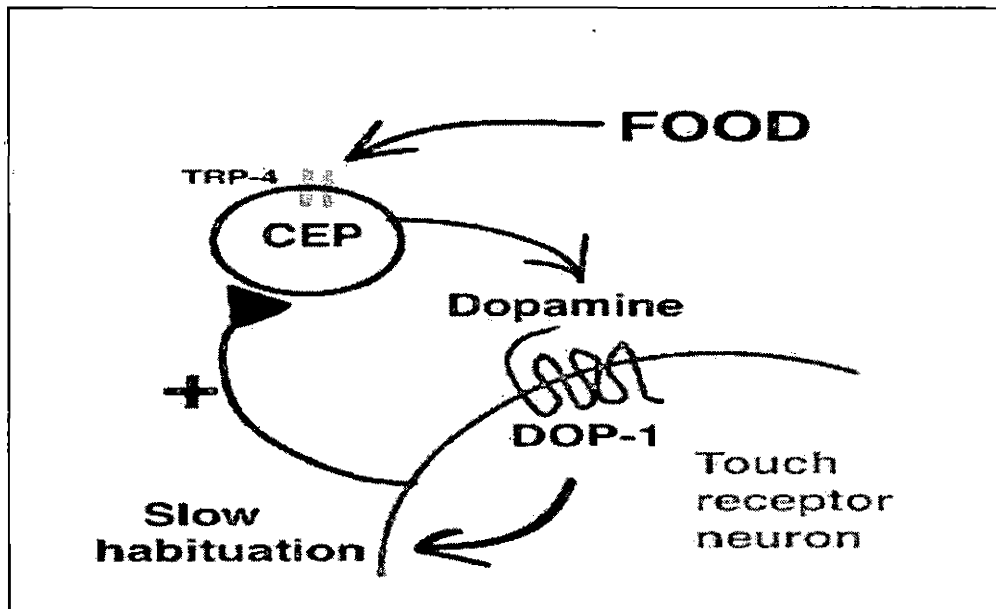 FOOD
TRP-4
CEP
Dopamine
+
DOP-1
Touch
receptor
neuron
Slow
habituation